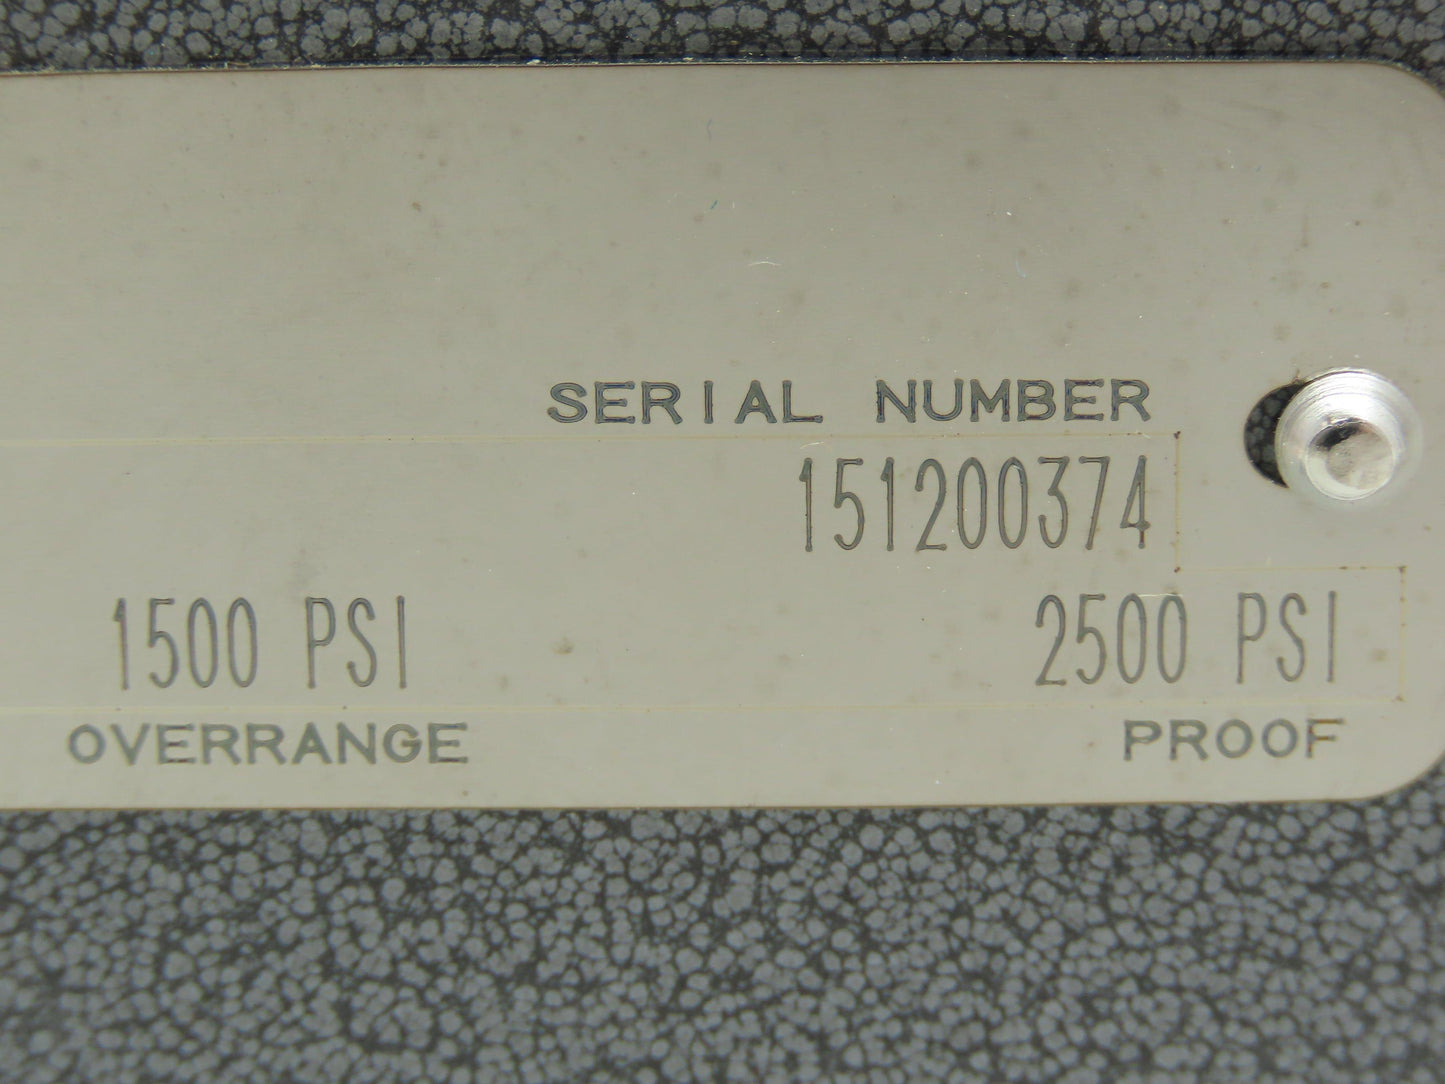 SERIAL NUMBER
151200374
1500 PSI 2500 PSI
OVERRANGE PROOF